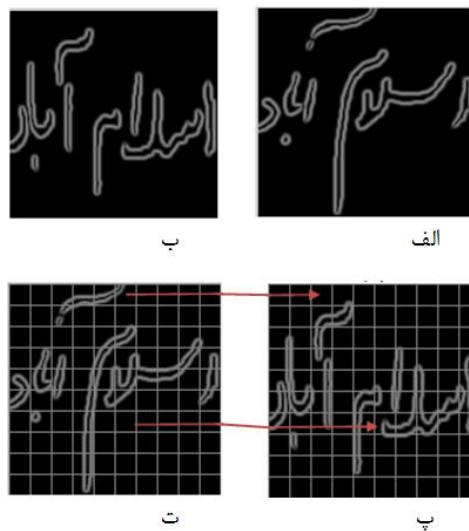 اسلام آباد
اسلام آباد
ب
الف
اسلام آباد
اسلام آباد
ت
پ